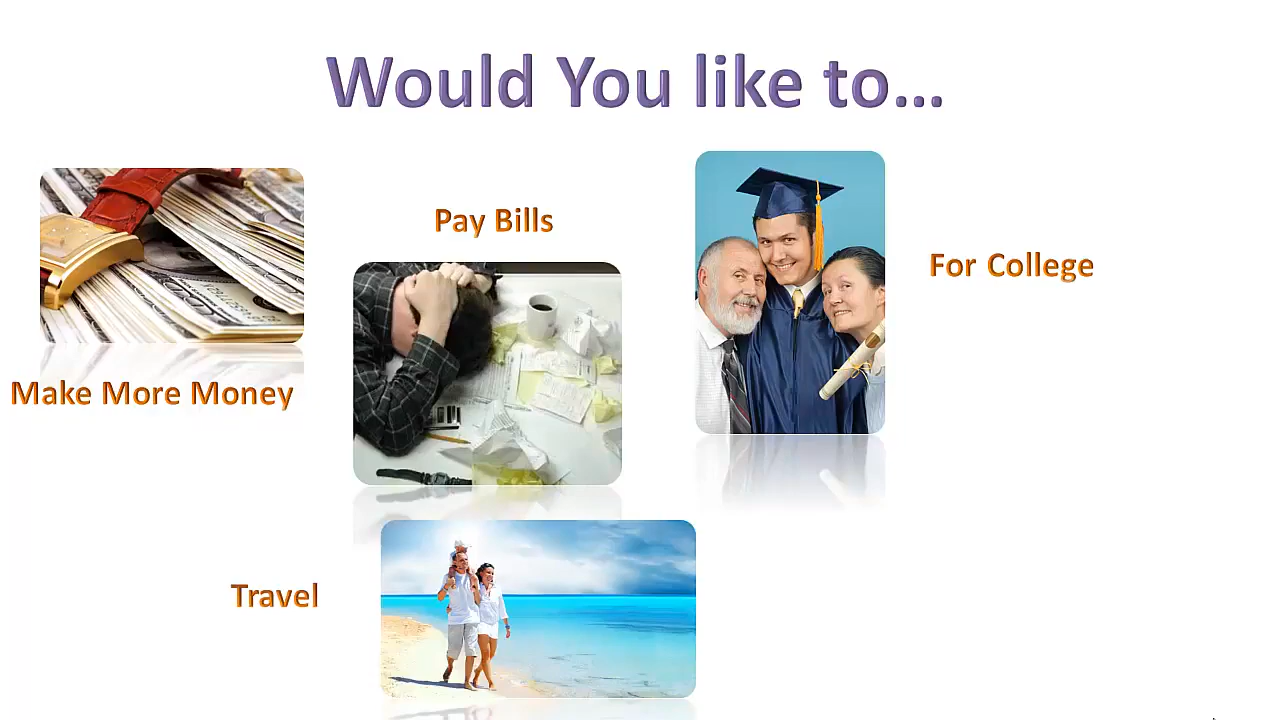 Would You like to...
Pay Bills
For College
Make More Money
Travel